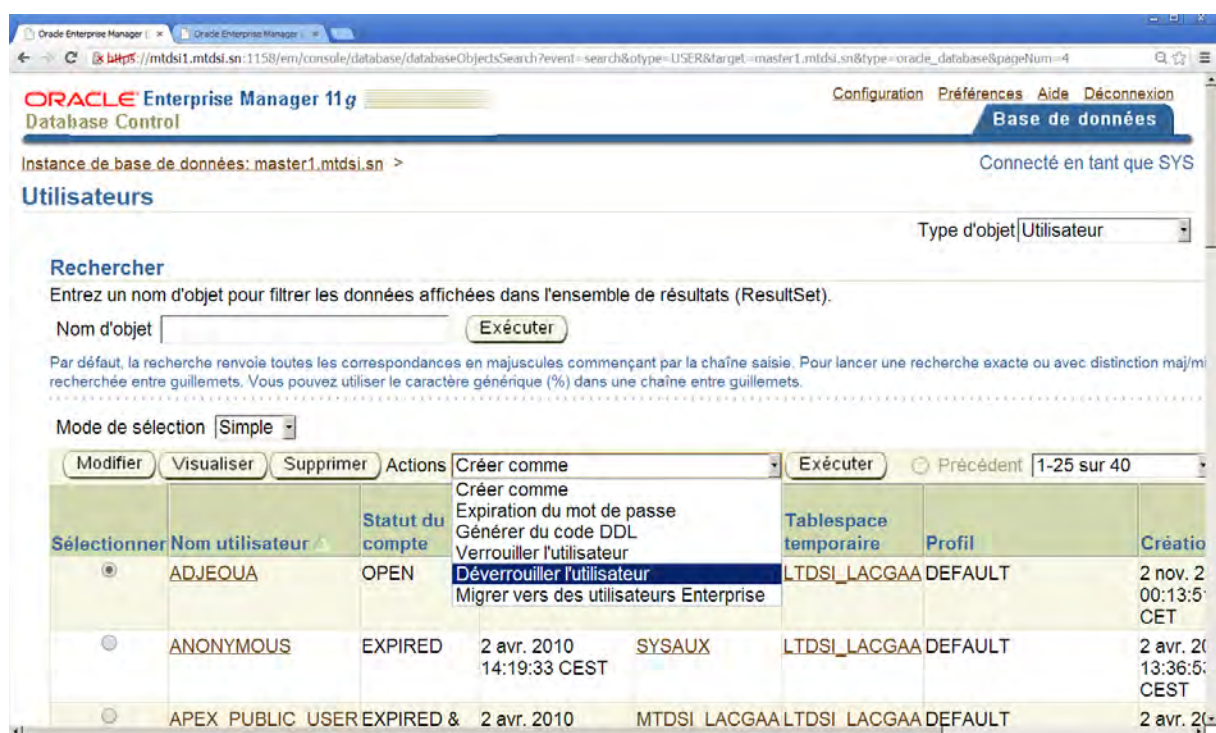 Oracle Enterprise Manager ( × Oracle Enterprise Manager ( ×
https://mtdsi1.mtdsi.sn:1158/em/console/database/databaseObjectsSearch?event=search&otype=USER&target=master1.mtdsi.sn&type=oracle_database&pageNum=4
ORACLE Enterprise Manager 11g
Configuration Préférences Aide Déconnexion
Database Control
Base de données
Instance de base de données: master1.mtdsi.sn >
Connecté en tant que SYS
Utilisateurs
Type d'objet Utilisateur
Rechercher
Entrez un nom d'objet pour filtrer les données affichées dans l'ensemble de résultats (ResultSet).
Nom d'objet Exécuter
Par défaut, la recherche renvoie toutes les correspondances en majuscules commençant par la chaîne saisie. Pour lancer une recherche exacte ou avec distinction maj/mi
recherchée entre guillemets. Vous pouvez utiliser le caractère générique (%) dans une chaîne entre guillemets.
Mode de sélection Simple
Modifier Visualiser Supprimer Actions Créer comme Exécuter Précédent 1-25 sur 40
Créer comme
Expiration du mot de passe
Générer du code DDL
Verrouiller l'utilisateur
Déverrouiller l'utilisateur
Migrer vers des utilisateurs Enterprise
Sélectionner Nom utilisateur Statut du compte Tablespace temporaire Profil Créatio
ADJEOUA OPEN LTDSI_LACGAA DEFAULT 2 nov. 2
00:13:5
CET
ANONYMOUS EXPIRED 2 avr. 2010 SYSAUX LTDSI_LACGAA DEFAULT 2 avr. 20
14:19:33 CEST 13:36:5
CEST
APEX_PUBLIC_USER EXPIRED & 2 avr. 2010 MTDSI_LACGAA LTDSI_LACGAA DEFAULT 2 avr. 20